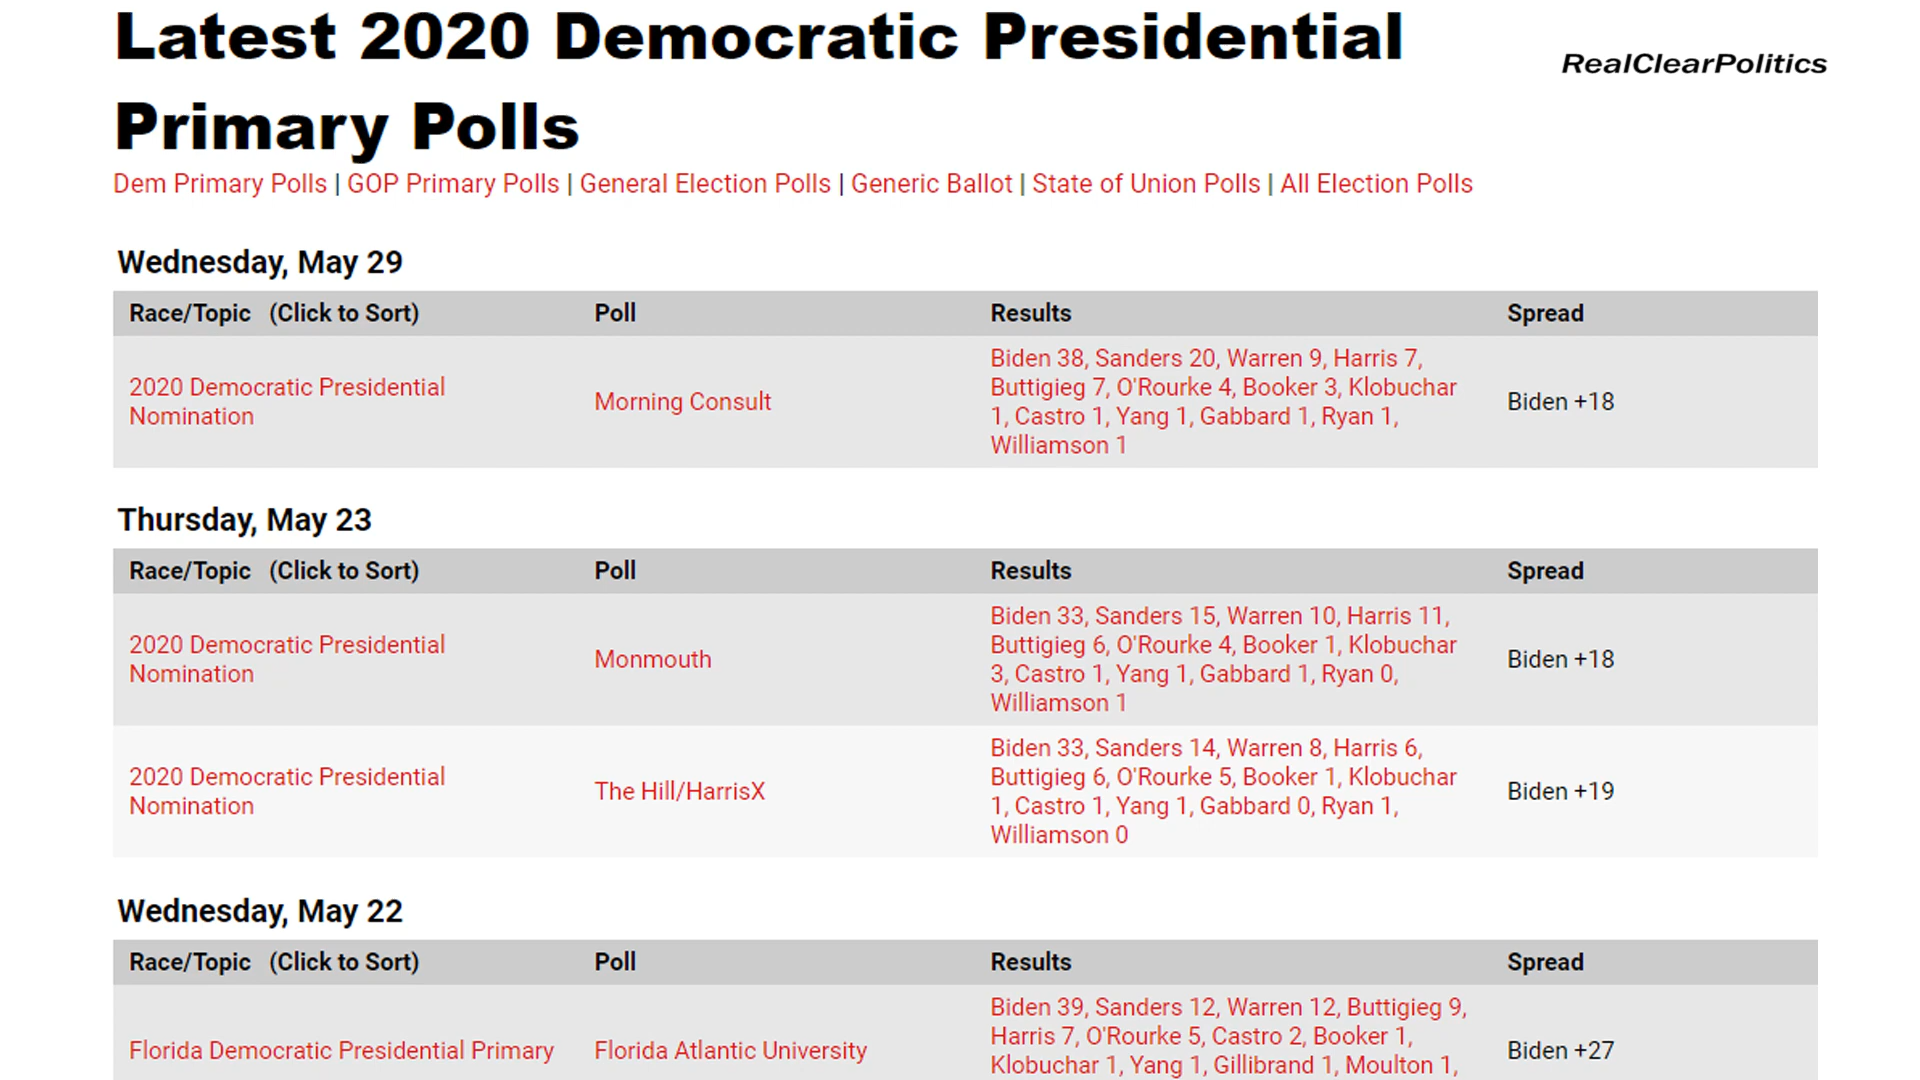 Latest 2020 Democratic Presidential
Primary Polls
RealClearPolitics
Dem Primary Polls | GOP Primary Polls | General Election Polls | Generic Ballot | State of Union Polls | All Election Polls
Wednesday, May 29
Race/Topic (Click to Sort) Poll Results Spread
2020 Democratic Presidential
Nomination
Morning Consult
Biden 38, Sanders 20, Warren 9, Harris 7,
Buttigieg 7, O'Rourke 4, Booker 3, Klobuchar
1, Castro 1, Yang 1, Gabbard 1, Ryan 1,
Williamson 1
Biden +18
Thursday, May 23
Race/Topic (Click to Sort) Poll Results Spread
2020 Democratic Presidential
Nomination
Monmouth
Biden 33, Sanders 15, Warren 10, Harris 11,
Buttigieg 6, O'Rourke 4, Booker 1, Klobuchar
3, Castro 1, Yang 1, Gabbard 1, Ryan 0,
Williamson 1
Biden +18
2020 Democratic Presidential
Nomination
The Hill/HarrisX
Biden 33, Sanders 14, Warren 8, Harris 6,
Buttigieg 6, O'Rourke 5, Booker 1, Klobuchar
1, Castro 1, Yang 1, Gabbard 0, Ryan 1,
Williamson 0
Biden +19
Wednesday, May 22
Race/Topic (Click to Sort) Poll Results Spread
Florida Democratic Presidential Primary
Florida Atlantic University
Biden 39, Sanders 12, Warren 12, Buttigieg 9,
Harris 7, O'Rourke 5, Castro 2, Booker 1,
Klobuchar 1, Yang 1, Gillibrand 1, Moulton 1,
Biden +27